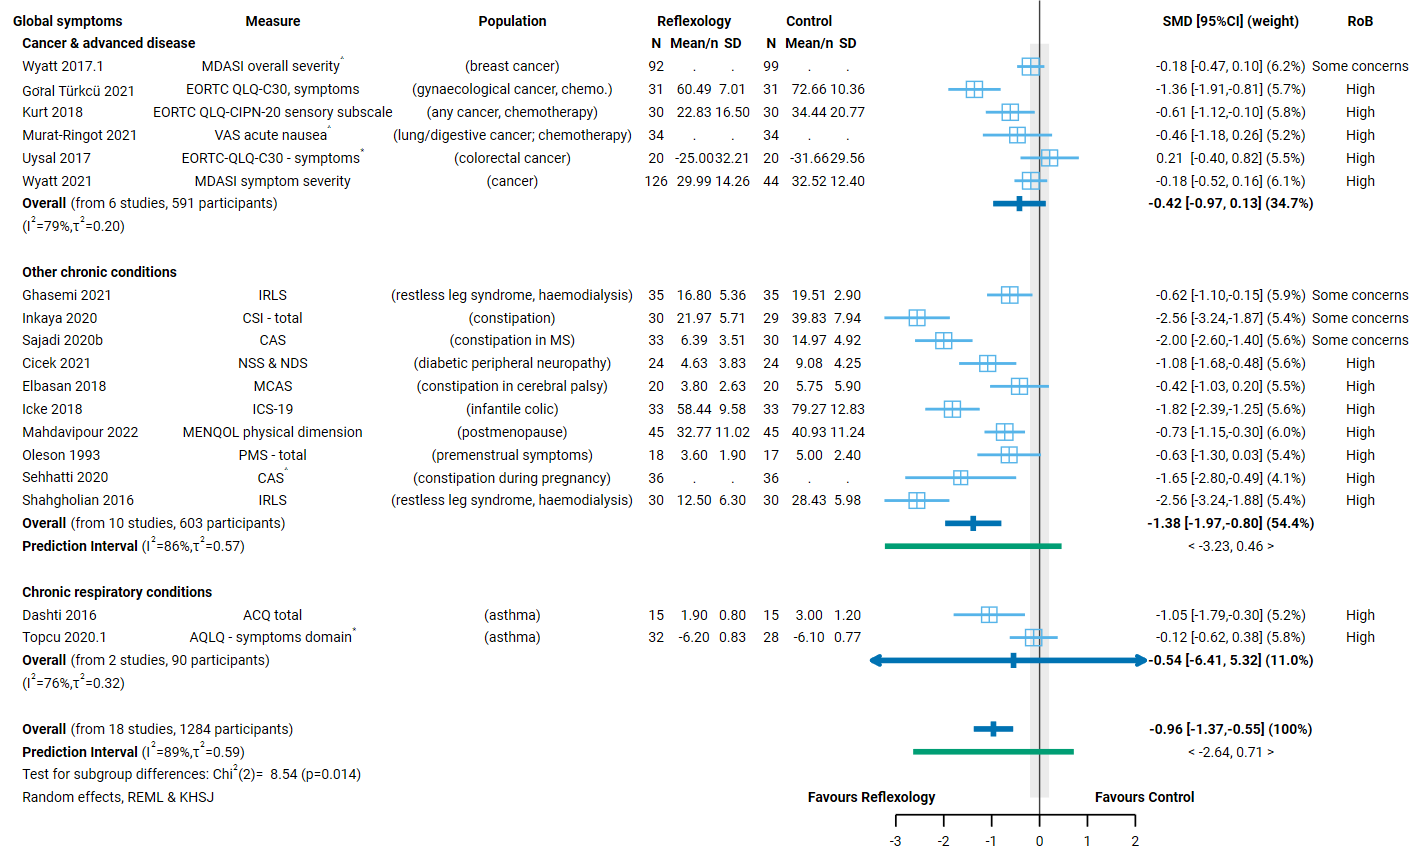 Global symptoms Measure Population Reflexology Control SMD [95%CI] (weight) RoB
Cancer & advanced disease N Mean/n SD N Mean/n SD
Wyatt 2017.1 MDASI overall severity^ (breast cancer) 92 . . 99 . . -0.18 [-0.47, 0.10] (6.2%) Some concerns
Goral Türkcü 2021 EORTC QLQ-C30, symptoms (gynaecological cancer, chemo.) 31 60.49 7.01 31 72.66 10.36 -1.36 [-1.91,-0.81] (5.7%) High
Kurt 2018 EORTC QLQ-CIPN-20 sensory subscale (any cancer, chemotherapy) 30 22.83 16.50 30 34.44 20.77 -0.61 [-1.12,-0.10] (5.8%) High
Murat-Ringot 2021 VAS acute nausea^ (lung/digestive cancer; chemotherapy) 34 . . 34 . . -0.46 [-1.18, 0.26] (5.2%) High
Uysal 2017 EORTC-QLQ-C30 - symptoms* (colorectal cancer) 20 -25.00 32.21 20 -31.66 29.56 0.21 [-0.40, 0.82] (5.5%) High
Wyatt 2021 MDASI symptom severity (cancer) 126 29.99 14.26 44 32.52 12.40 -0.18 [-0.52, 0.16] (6.1%) High
Overall (from 6 studies, 591 participants) -0.42 [-0.97, 0.13] (34.7%)
(I²=79%,τ²=0.20)
Other chronic conditions
Ghasemi 2021 IRLS (restless leg syndrome, haemodialysis) 35 16.80 5.36 35 19.51 2.90 -0.62 [-1.10,-0.15] (5.9%) Some concerns
Inkaya 2020 CSI - total (constipation) 30 21.97 5.71 29 39.83 7.94 -2.56 [-3.24,-1.87] (5.4%) Some concerns
Sajadi 2020b CAS (constipation in MS) 33 6.39 3.51 30 14.97 4.92 -2.00 [-2.60,-1.40] (5.6%) Some concerns
Cicek 2021 NSS & NDS (diabetic peripheral neuropathy) 24 4.63 3.83 24 9.08 4.25 -1.08 [-1.68,-0.48] (5.6%) High
Elbasan 2018 MCAS (constipation in cerebral palsy) 20 3.80 2.63 20 5.75 5.90 -0.42 [-1.03, 0.20] (5.5%) High
Icke 2018 ICS-19 (infantile colic) 33 58.44 9.58 33 79.27 12.83 -1.82 [-2.39,-1.25] (5.6%) High
Mahdavipour 2022 MENQOL physical dimension (postmenopause) 45 32.77 11.02 45 40.93 11.24 -0.73 [-1.15,-0.30] (6.0%) High
Oleson 1993 PMS - total (premenstrual symptoms) 18 3.60 1.90 17 5.00 2.40 -0.63 [-1.30, 0.03] (5.4%) High
Sehhatti 2020 CAS^ (constipation during pregnancy) 36 . . 36 . . -1.65 [-2.80,-0.49] (4.1%) High
Shahgholian 2016 IRLS (restless leg syndrome, haemodialysis) 30 12.50 6.30 30 28.43 5.98 -2.56 [-3.24,-1.88] (5.4%) High
Overall (from 10 studies, 603 participants) -1.38 [-1.97,-0.80] (54.4%)
Prediction Interval (I²=86%,τ²=0.57) < -3.23, 0.46 >
Chronic respiratory conditions
Dashti 2016 ACQ total (asthma) 15 1.90 0.80 15 3.00 1.20 -1.05 [-1.79,-0.30] (5.2%) High
Topcu 2020.1 AQLQ - symptoms domain* (asthma) 32 -6.20 0.83 28 -6.10 0.77 -0.12 [-0.62, 0.38] (5.8%) High
Overall (from 2 studies, 90 participants) -0.54 [-6.41, 5.32] (11.0%)
(I²=76%,τ²=0.32)
Overall (from 18 studies, 1284 participants) -0.96 [-1.37,-0.55] (100%)
Prediction Interval (I²=89%,τ²=0.59) < -2.64, 0.71 >
Test for subgroup differences: Chi²(2)= 8.54 (p=0.014)
Random effects, REML & KHSJ Favours Reflexology Favours Control
-3 -2 -1 0 1 2